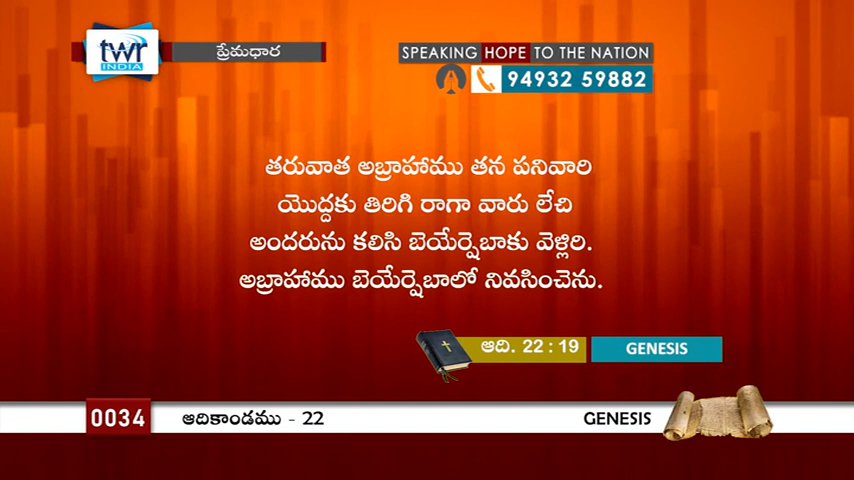 twr
INDIA
ప్రేమధార
SPEAKING HOPE TO THE NATION
94932 59882
తరువాత అబ్రాహాము తన పనివారి
యొద్దకు తిరిగి రాగా వారు లేచి
అందరును కలిసి బెయేర్షెబాకు వెళ్లిరి.
అబ్రాహాము బెయేర్షెబాలో నివసించెను.
ఆది. 22 : 19
GENESIS
0034
ఆదికాండము - 22
GENESIS